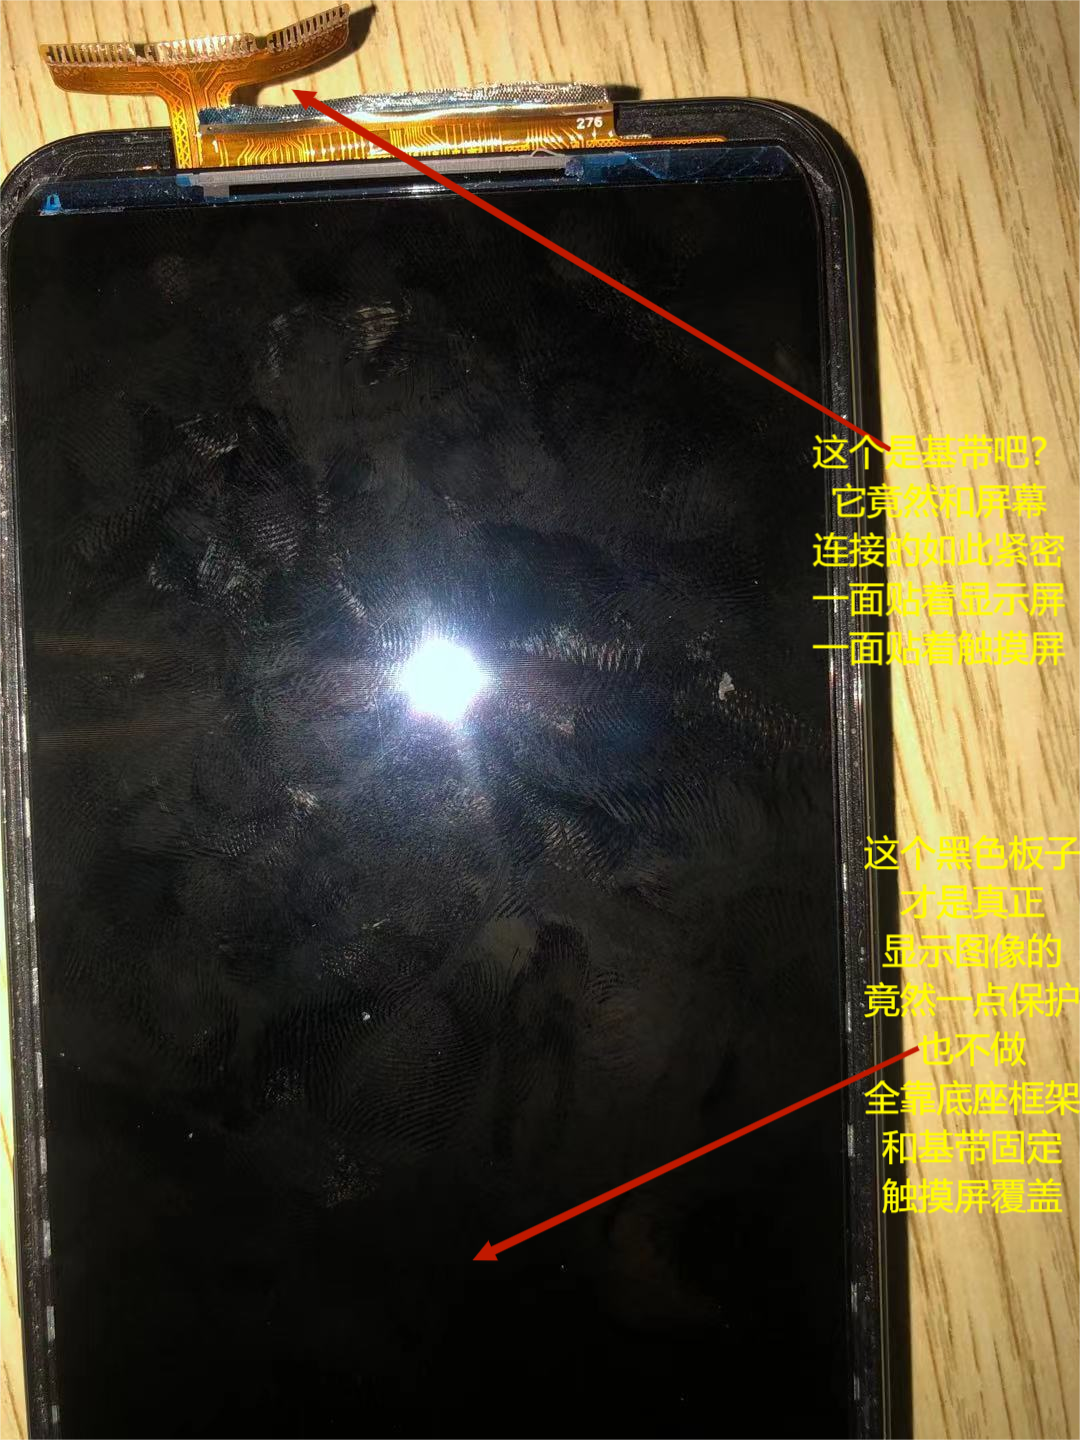 276
这个是基带吧?
它竟然和屏幕
连接的如此紧密
一面贴着显示屏
一面贴着触摸屏
这个黑色板子
才是真正
显示图像的
竟然一点保护
也不做
全靠底座框架
和基带固定
触摸屏覆盖